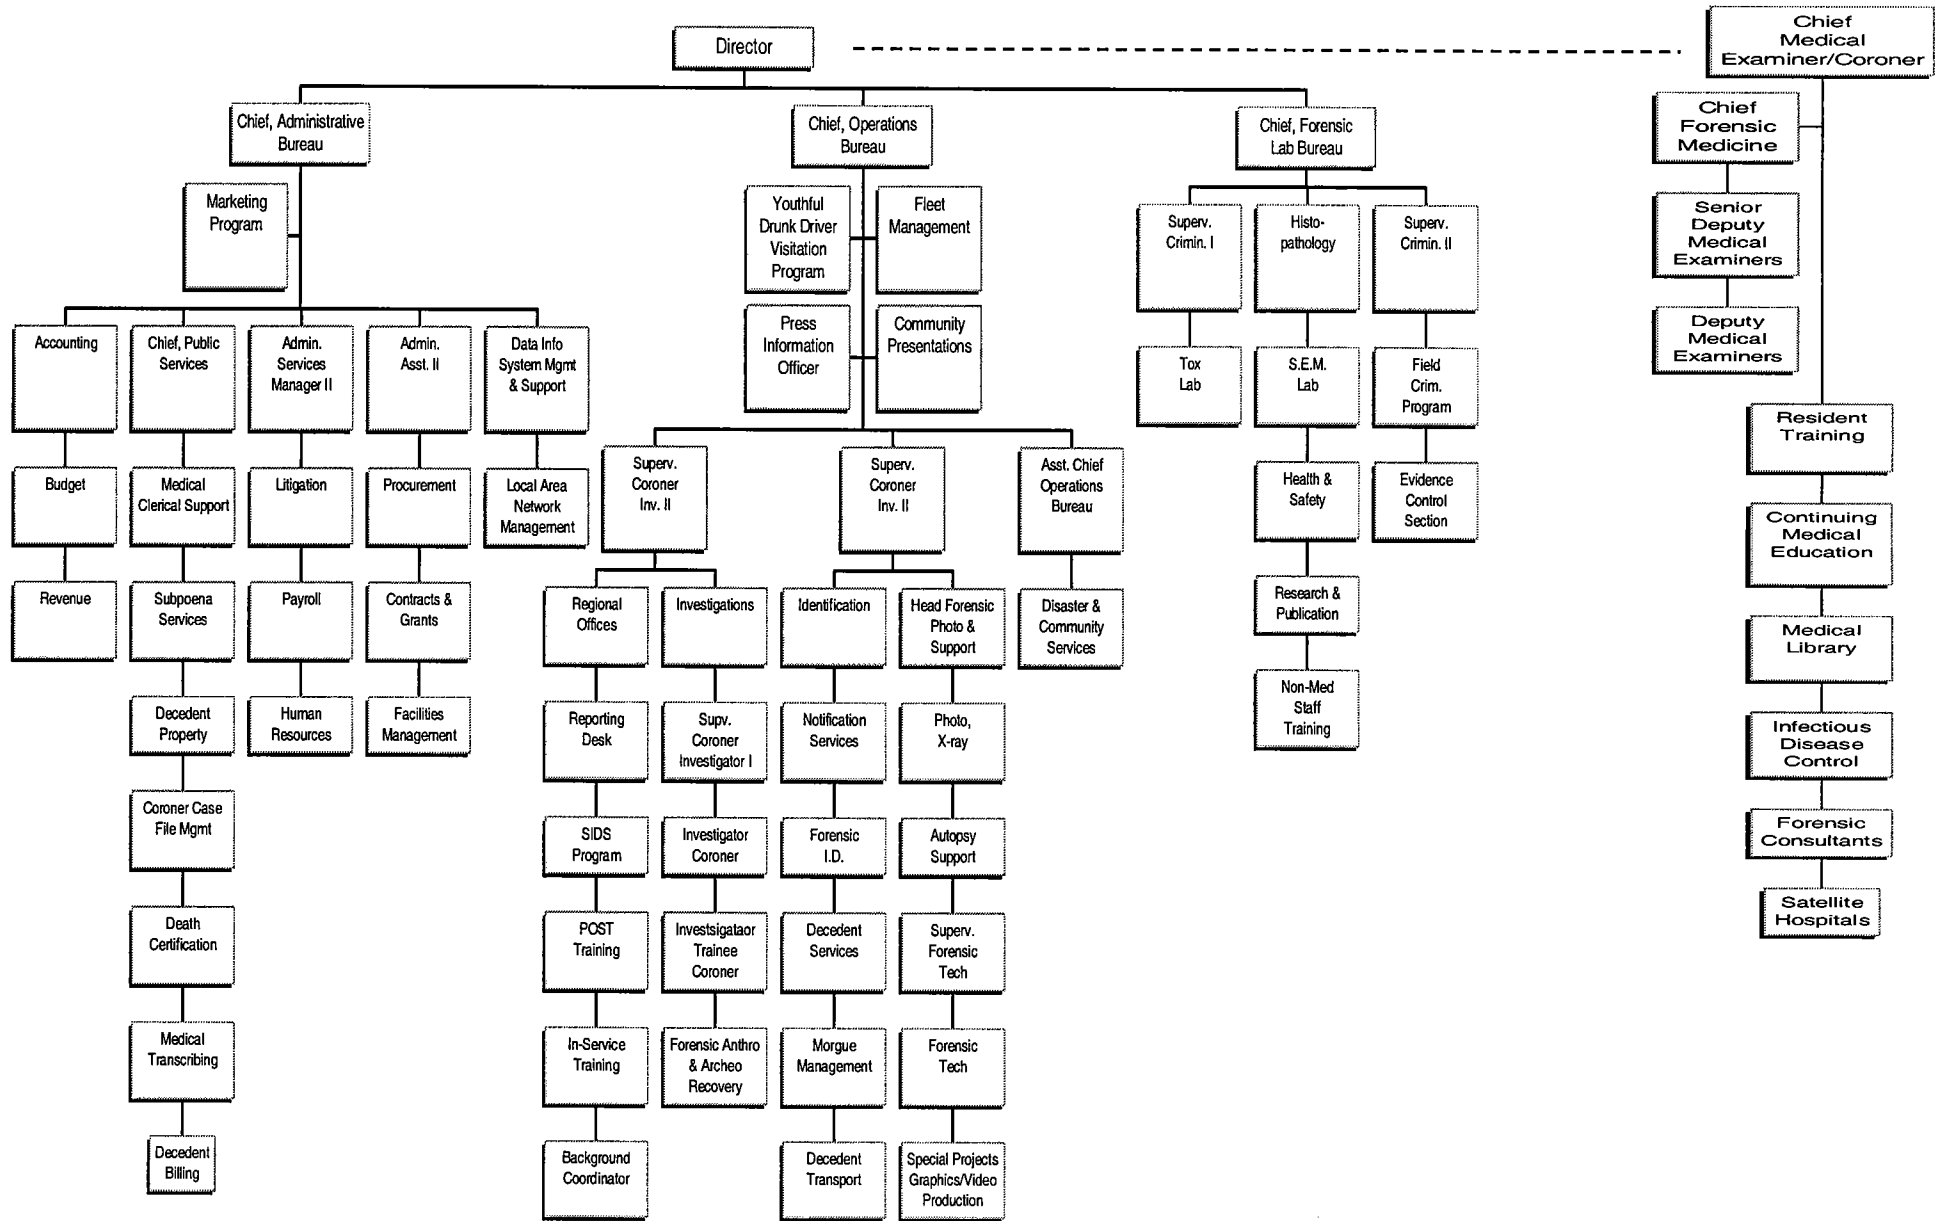 Director
Chief
Medical
Examiner/Coroner
Chief, Administrative
Bureau
Chief, Operations
Bureau
Chief, Forensic
Lab Bureau
Chief
Forensic
Medicine
Marketing
Program
Youthful
Drunk Driver
Visitation
Program
Fleet
Management
Press
Information
Officer
Community
Presentations
Superv.
Crimin. I
Histo-
pathology
Superv.
Crimin. II
Senior
Deputy
Medical
Examiners
Deputy
Medical
Examiners
Accounting
Chief, Public
Services
Admin.
Services
Manager II
Admin.
Asst. II
Data Info
System Mgmt
& Support
Tox
Lab
S.E.M.
Lab
Field
Crim.
Program
Resident
Training
Budget
Medical
Clerical Support
Litigation
Procurement
Local Area
Network
Management
Superv.
Coroner
Inv. II
Superv.
Coroner
Inv. II
Asst. Chief
Operations
Bureau
Health &
Safety
Evidence
Control
Section
Continuing
Medical
Education
Revenue
Subpoena
Services
Payroll
Contracts &
Grants
Regional
Offices
Investigations
Identification
Head Forensic
Photo &
Support
Disaster &
Community
Services
Research &
Publication
Medical
Library
Decedent
Property
Human
Resources
Facilities
Management
Reporting
Desk
Supv.
Coroner
Investigator I
Notification
Services
Photo,
X-ray
Non-Med
Staff
Training
Infectious
Disease
Control
Coroner Case
File Mgmt
SIDS
Program
Investigator
Coroner
Forensic
I.D.
Autopsy
Support
Forensic
Consultants
Death
Certification
POST
Training
Investsigataor
Trainee
Coroner
Decedent
Services
Superv.
Forensic
Tech
Satellite
Hospitals
Medical
Transcribing
In-Service
Training
Forensic Anthro
& Archeo
Recovery
Morgue
Management
Forensic
Tech
Decedent
Billing
Background
Coordinator
Decedent
Transport
Special Projects
Graphics/Video
Production